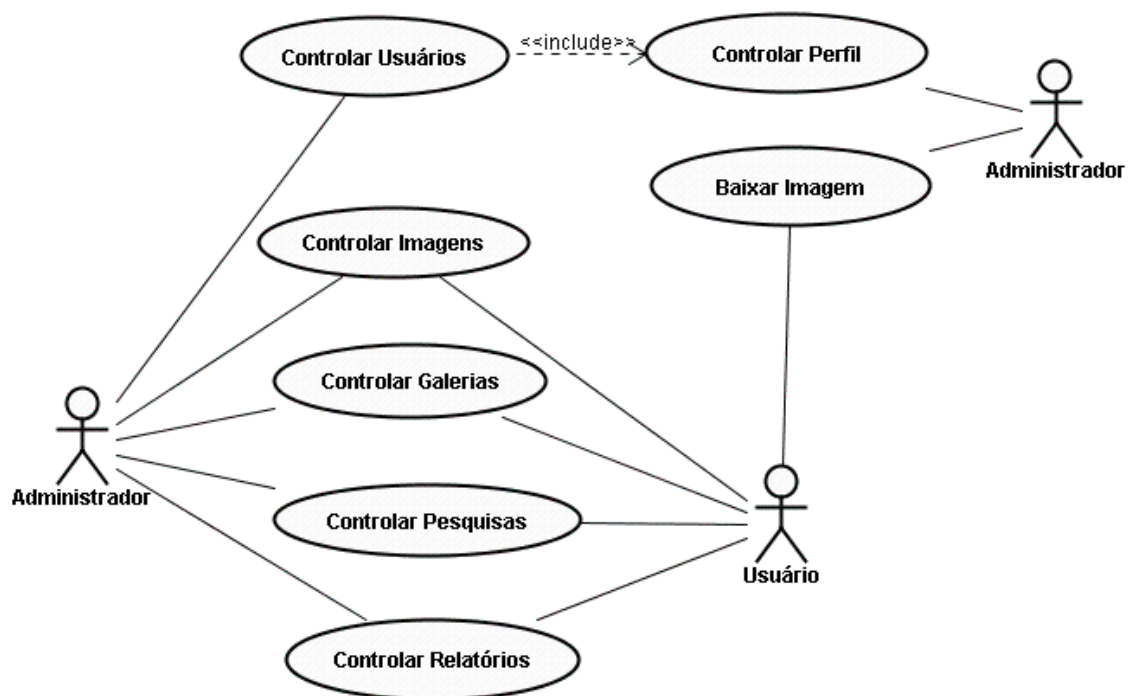 Controlar Usuários
<<include>>
Controlar Perfil
Administrador
Baixar Imagem
Controlar Imagens
Controlar Galerias
Administrador
Controlar Pesquisas
Usuário
Controlar Relatórios